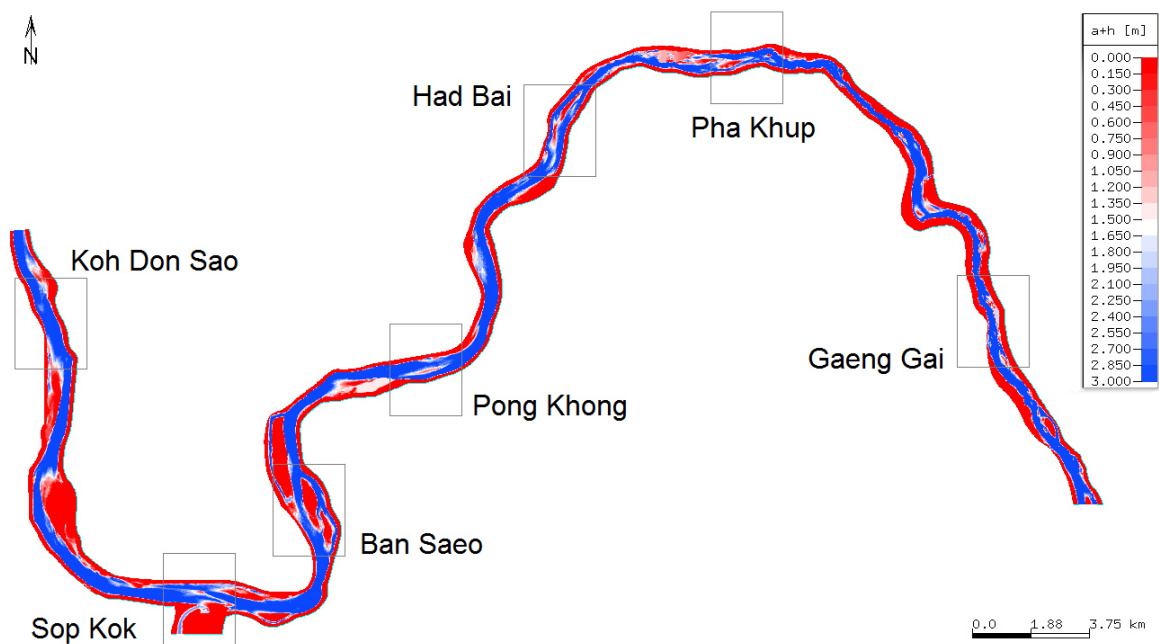 N
a+h [m]
0.000
0.150
0.300
0.450
0.600
0.750
0.900
1.050
1.200
1.350
1.500
1.650
1.800
1.950
2.100
2.250
2.400
2.550
2.700
2.850
3.000
Had Bai
Pha Khup
Koh Don Sao
Gaeng Gai
Pong Khong
Ban Saeo
Sop Kok
0.0 1.88 3.75 km